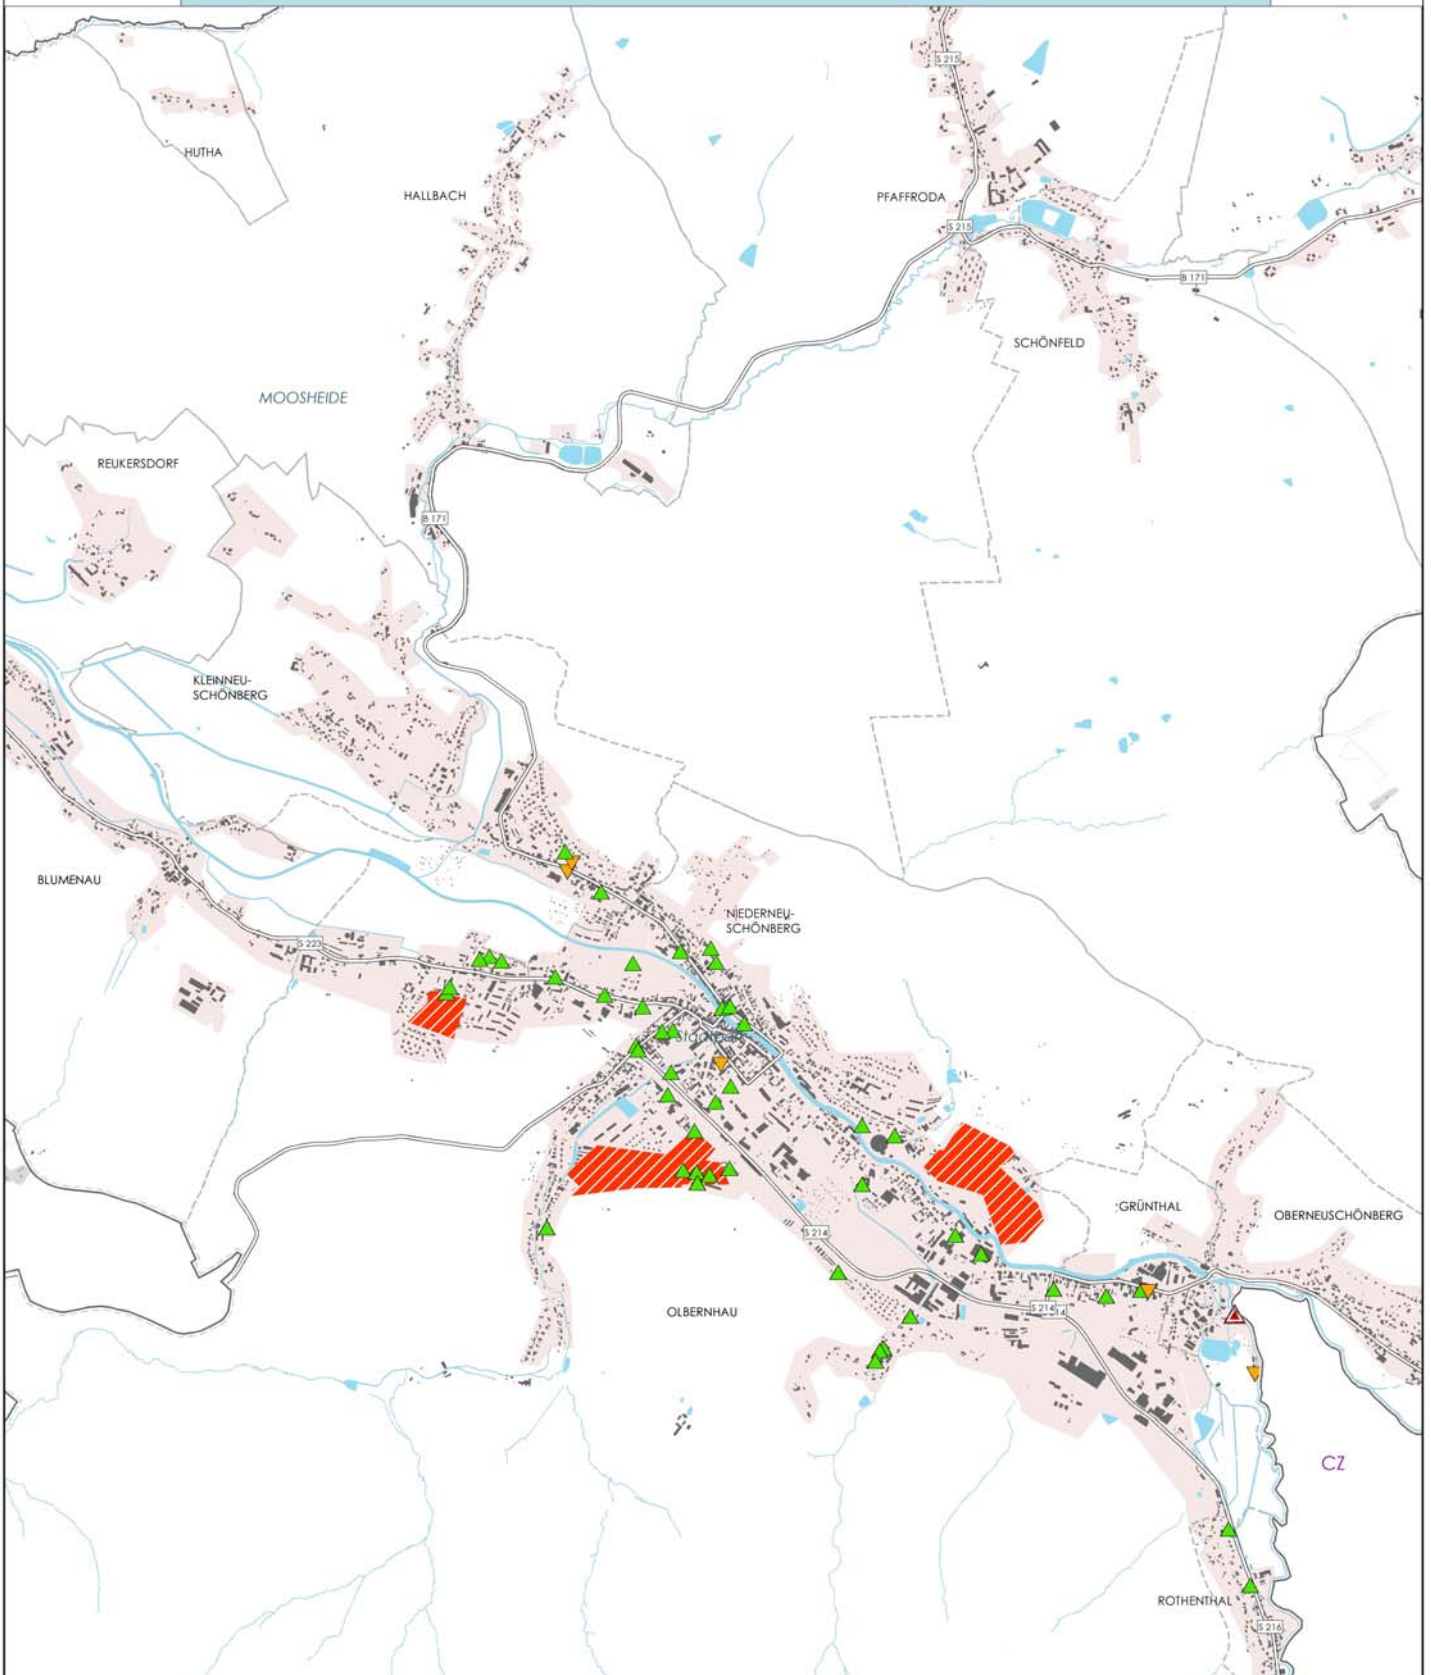 S 215
HUTHA
HALLBACH
PFAFFRODA
S 215
B 171
SCHÖNFELD
MOOSHEIDE
REUKERSDORF
B 171
KLEINNEU-
SCHÖNBERG
BLUMENAU
NIEDERNEU-
SCHÖNBERG
S 223
GRÜNTHAL
OBERNEUSCHÖNBERG
S 214
OLBERNHAU
S 214
14
CZ
ROTHENTHAL
S 216